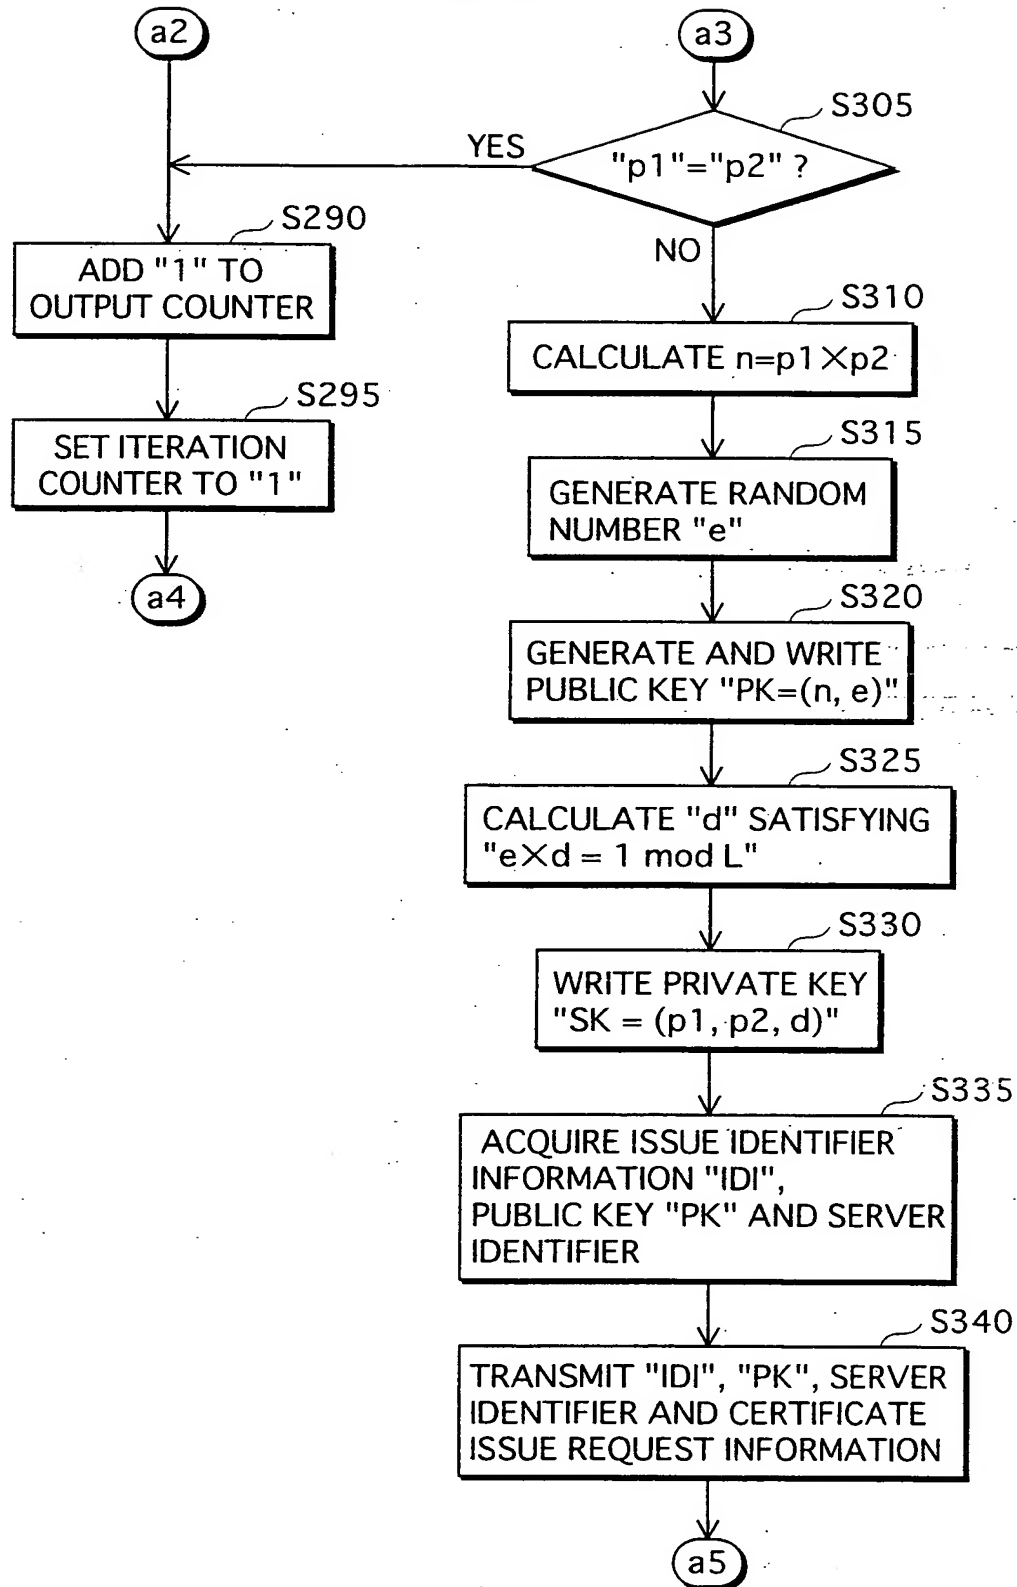 a2
a3
S305
YES
"p1"="p2" ?
S290
NO
ADD "1" TO
OUTPUT COUNTER
S310
CALCULATE n=p1×p2
S295
SET ITERATION
COUNTER TO "1"
S315
GENERATE RANDOM
NUMBER "e"
a4
S320
GENERATE AND WRITE
PUBLIC KEY "PK=(n, e)"
S325
CALCULATE "d" SATISFYING
"e×d = 1 mod L"
S330
WRITE PRIVATE KEY
"SK = (p1, p2, d)"
S335
ACQUIRE ISSUE IDENTIFIER
INFORMATION "IDI",
PUBLIC KEY "PK" AND SERVER
IDENTIFIER
S340
TRANSMIT "IDI", "PK", SERVER
IDENTIFIER AND CERTIFICATE
ISSUE REQUEST INFORMATION
a5